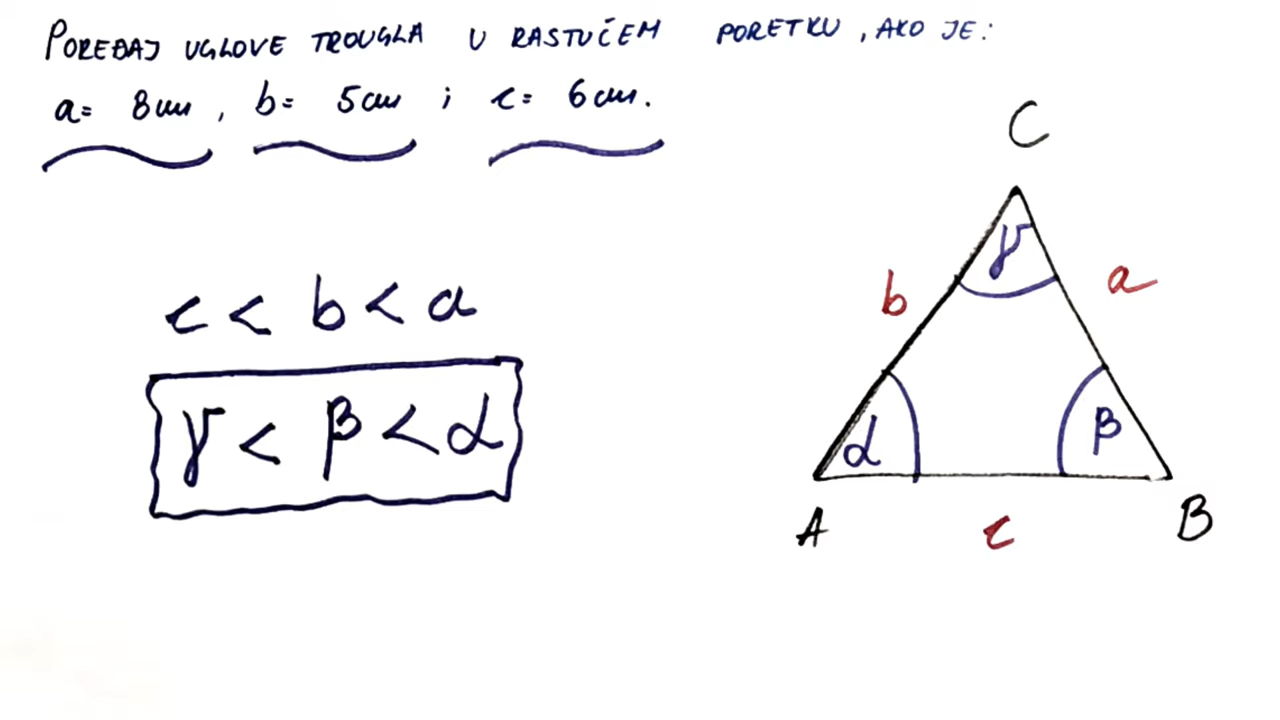 POREĐAJ UGLOVE TROUGLA U RASTUĆEM PORETKU, AKO JE:
a= 8cm, b= 5cm i c= 6cm.
c < b < a
γ < β < α
C
γ
b
a
α
β
A
c
B